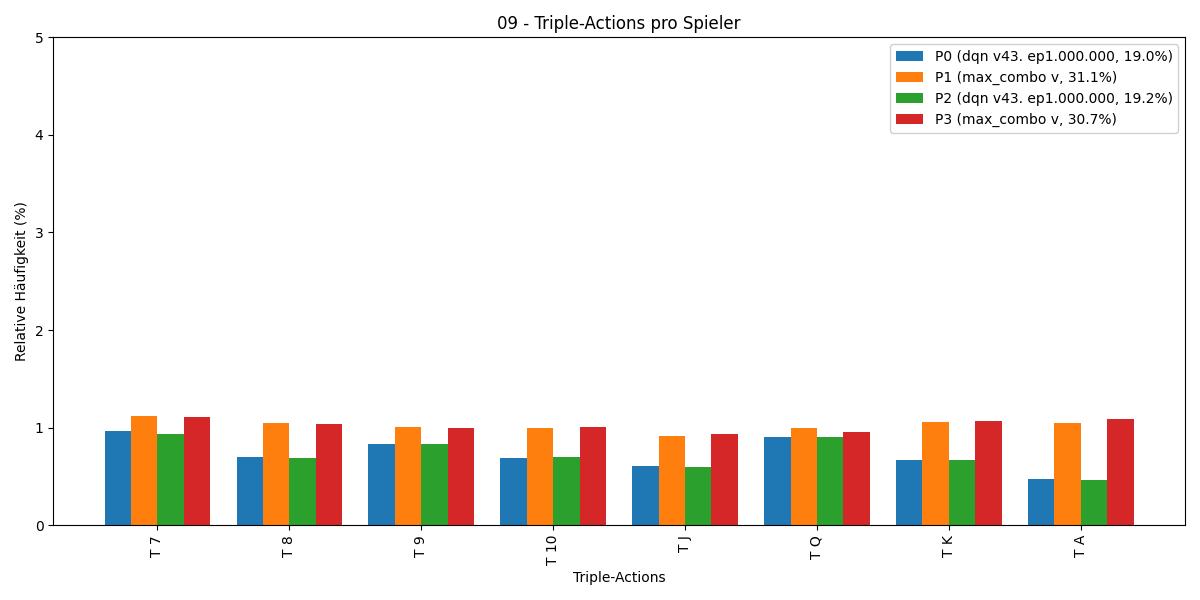 09 - Triple-Actions pro Spieler
P0 (dqn v43. ep1.000.000, 19.0%)
P1 (max_combo v, 31.1%)
P2 (dqn v43. ep1.000.000, 19.2%)
P3 (max_combo v, 30.7%)
Relative Häufigkeit (%)
5
4
3
2
1
0
T 7
T 8
T 9
T 10
T J
T Q
T K
T A
Triple-Actions